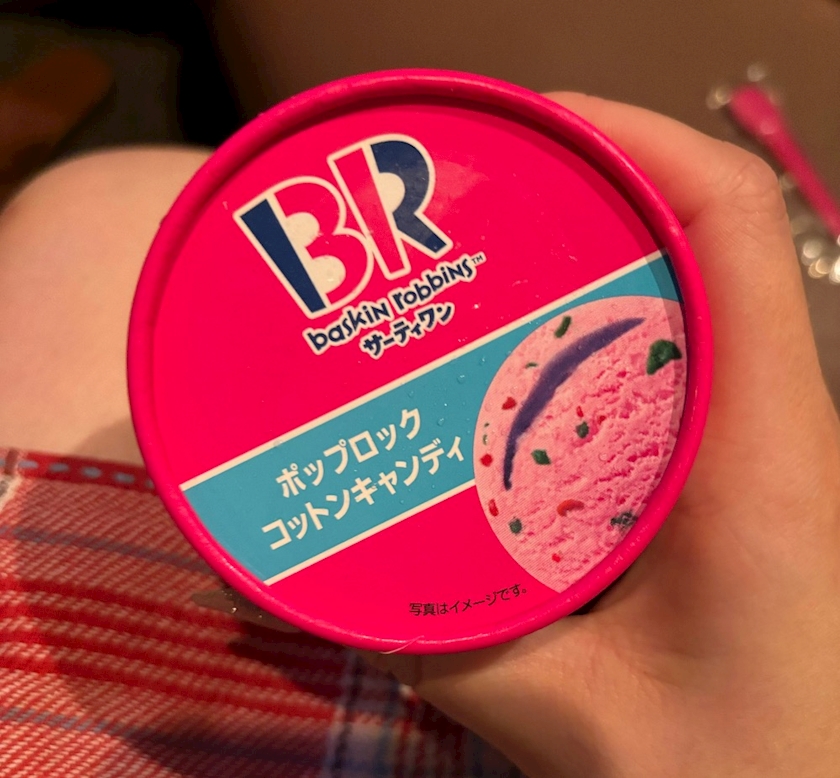 BR
baskin robbins™
サーティワン
ポップロック
コットンキャンディ
写真はイメージです。